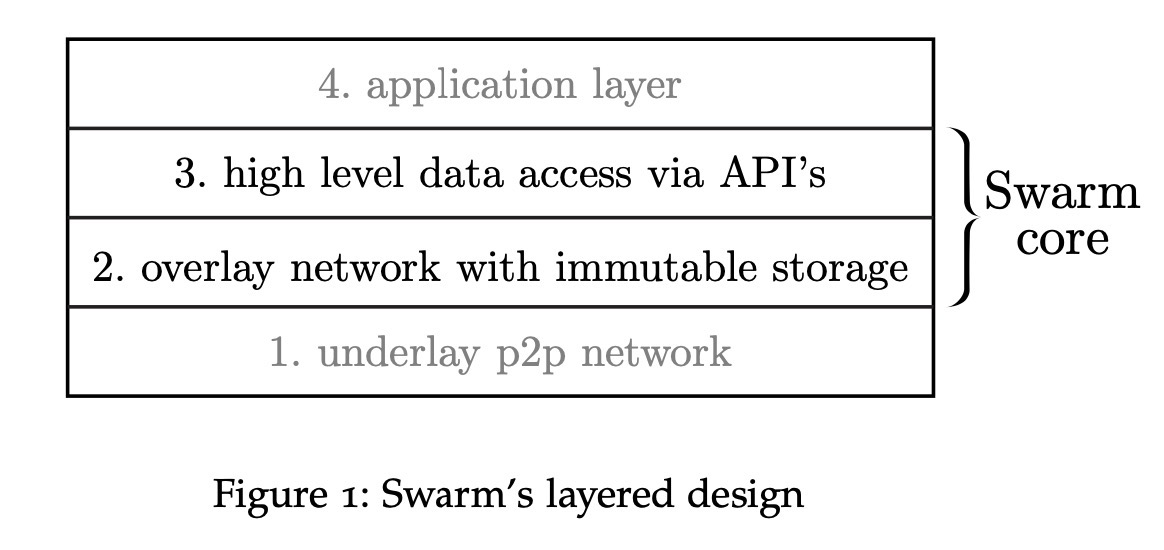 4. application layer
3. high level data access via API's
2. overlay network with immutable storage
1. underlay p2p network
Swarm
core
Figure 1: Swarm's layered design